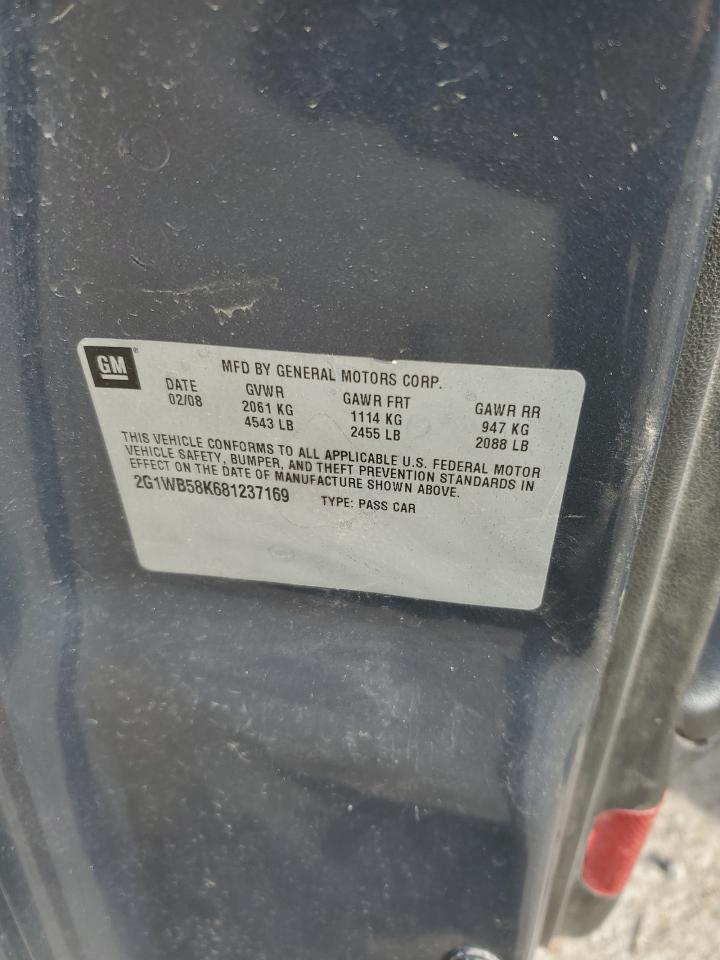 GM
MFD BY GENERAL MOTORS CORP.
DATE GVWR GAWR FRT GAWR RR
02/08 2061 KG 1114 KG 947 KG
4543 LB 2455 LB 2088 LB
THIS VEHICLE CONFORMS TO ALL APPLICABLE U.S. FEDERAL MOTOR
VEHICLE SAFETY, BUMPER, AND THEFT PREVENTION STANDARDS IN
EFFECT ON THE DATE OF MANUFACTURE SHOWN ABOVE.
2G1WB58K681237169 TYPE: PASS CAR